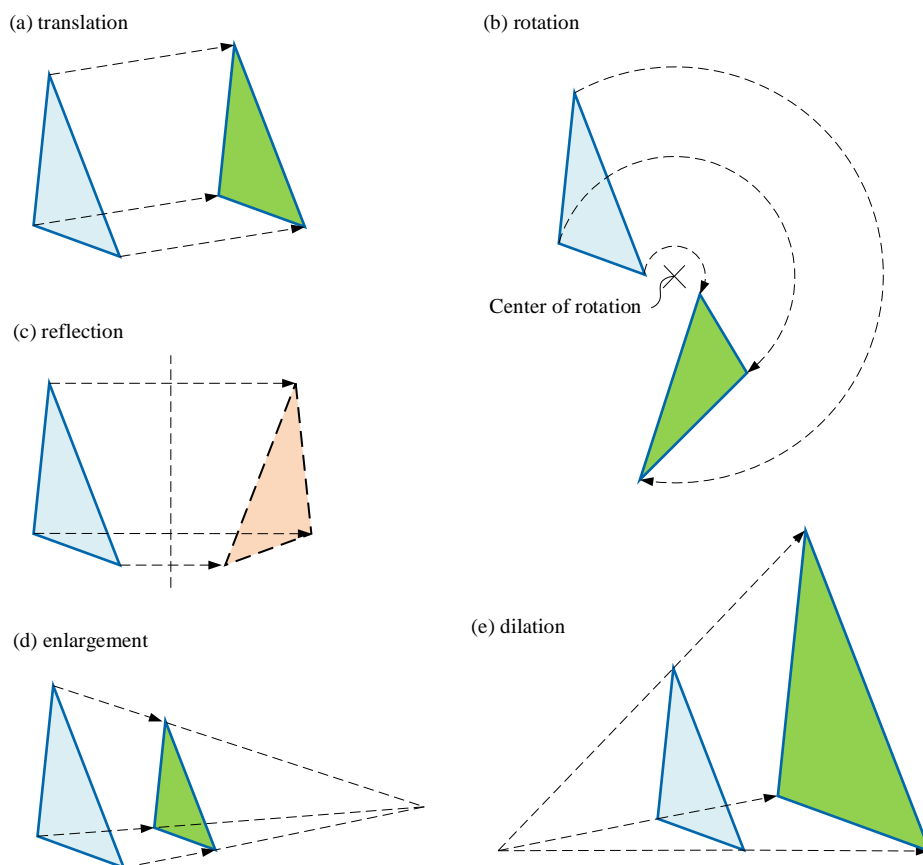 (a) translation
(b) rotation
Center of rotation
(c) reflection
(d) enlargement
(e) dilation